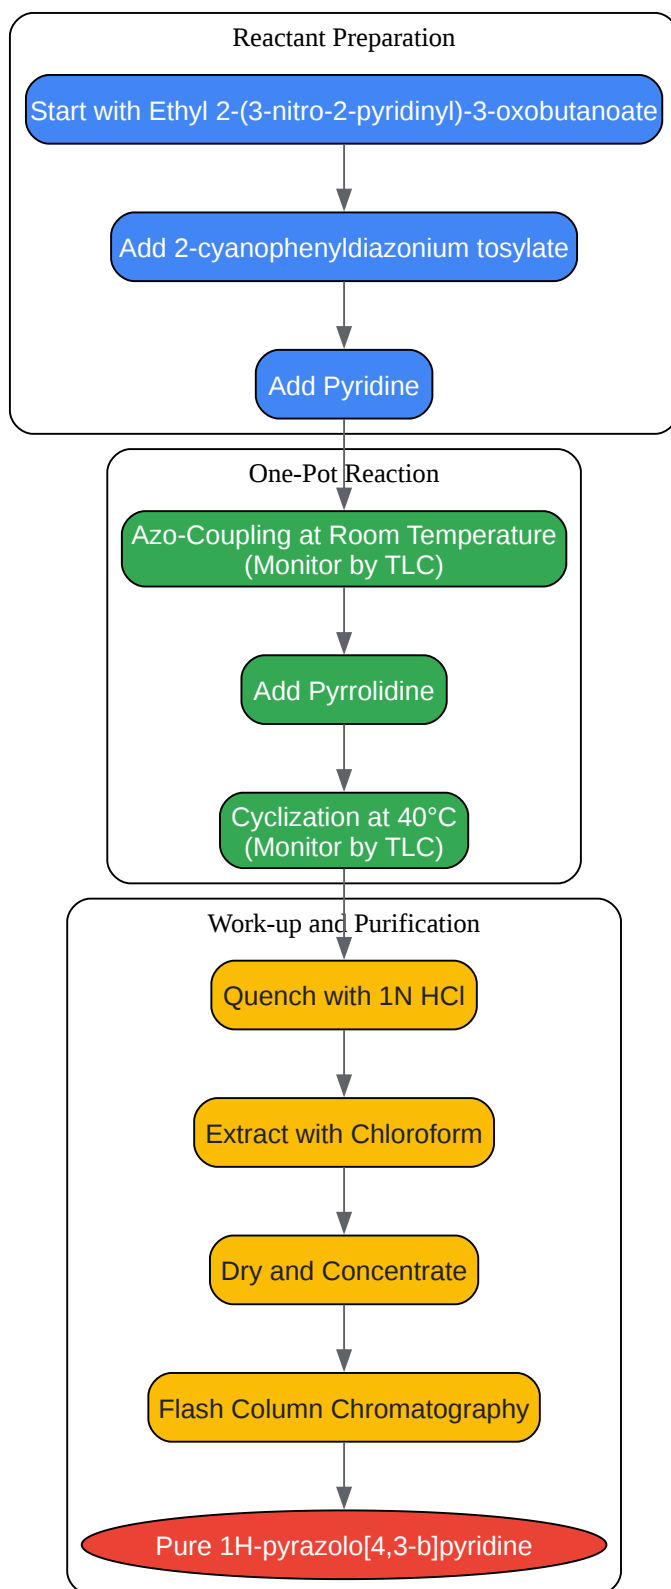 Reactant Preparation
Start with Ethyl 2-(3-nitro-2-pyridinyl)-3-oxobutanoate
Add 2-cyanophenyldiazonium tosylate
Add Pyridine
One-Pot Reaction
Azo-Coupling at Room Temperature
(Monitor by TLC)
Add Pyrrolidine
Cyclization at 40°C
(Monitor by TLC)
Work-up and Purification
Quench with 1N HCl
Extract with Chloroform
Dry and Concentrate
Flash Column Chromatography
Pure 1H-pyrazolo[4,3-b]pyridine